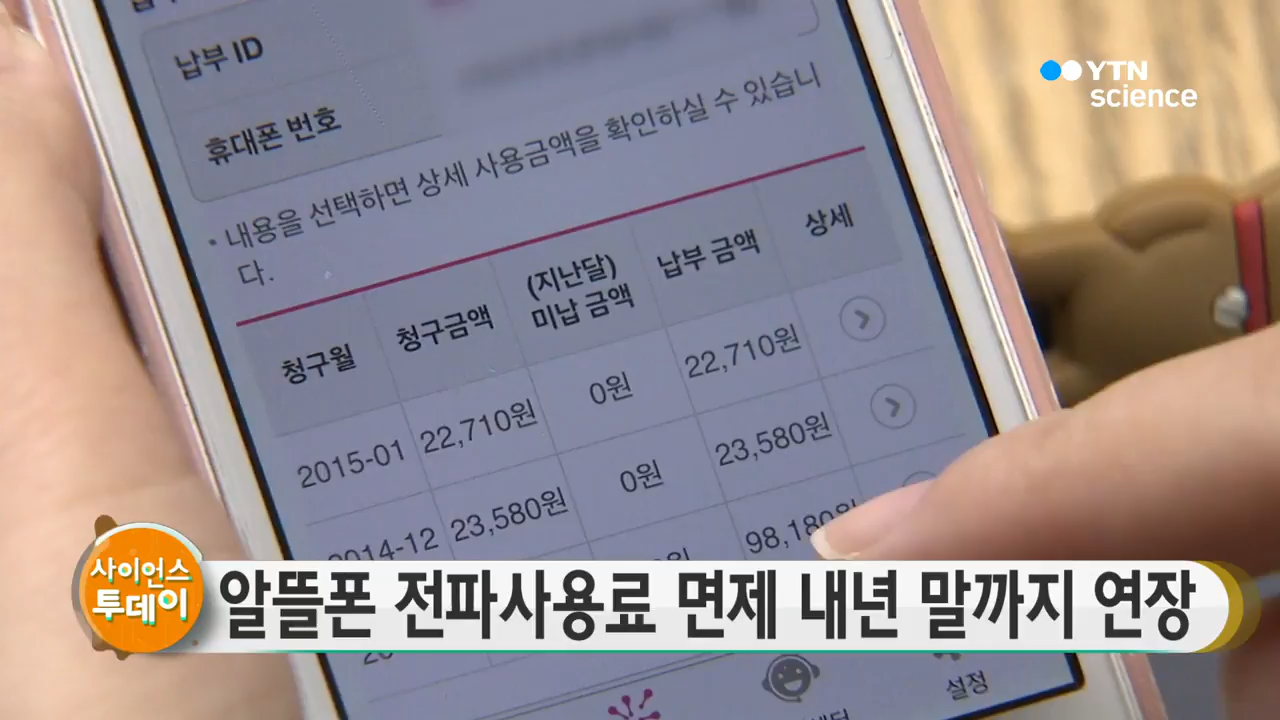 납부 ID
휴대폰 번호
• 내용을 선택하면 상세 사용금액을 확인하실 수 있습니
다.
청구월 청구금액 (지난달) 미납 금액 납부 금액 상세
2015-01 22,710원 0원 22,710원
2014-12 23,580원 0원 23,580원
98,180원
설정
YTN
science
사이언스
투데이
알뜰폰 전파사용료 면제 내년 말까지 연장